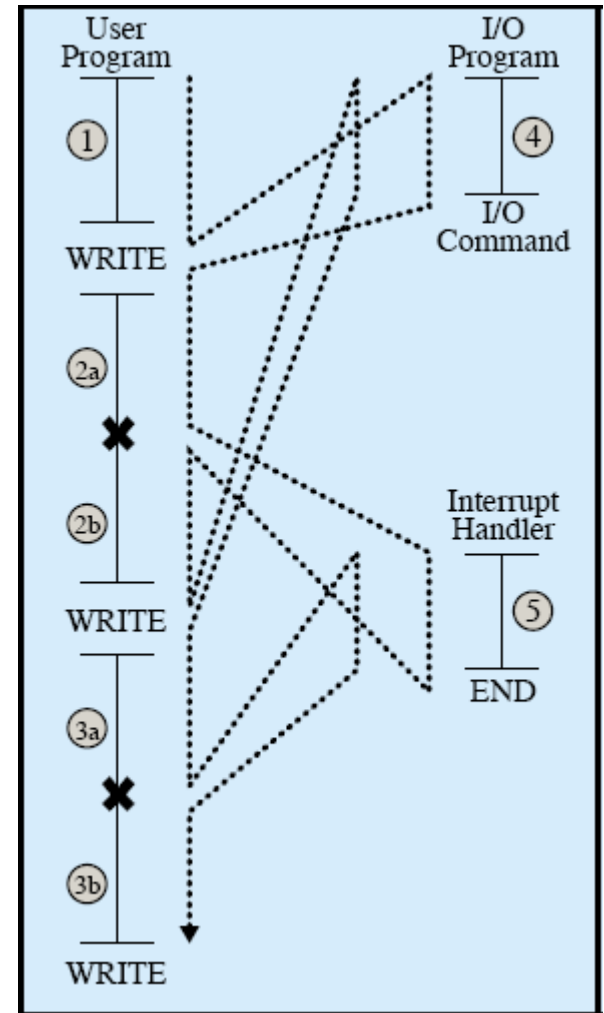 User
Program
1
WRITE
2a
2b
WRITE
3a
3b
WRITE
I/O
Program
4
I/O
Command
Interrupt
Handler
5
END